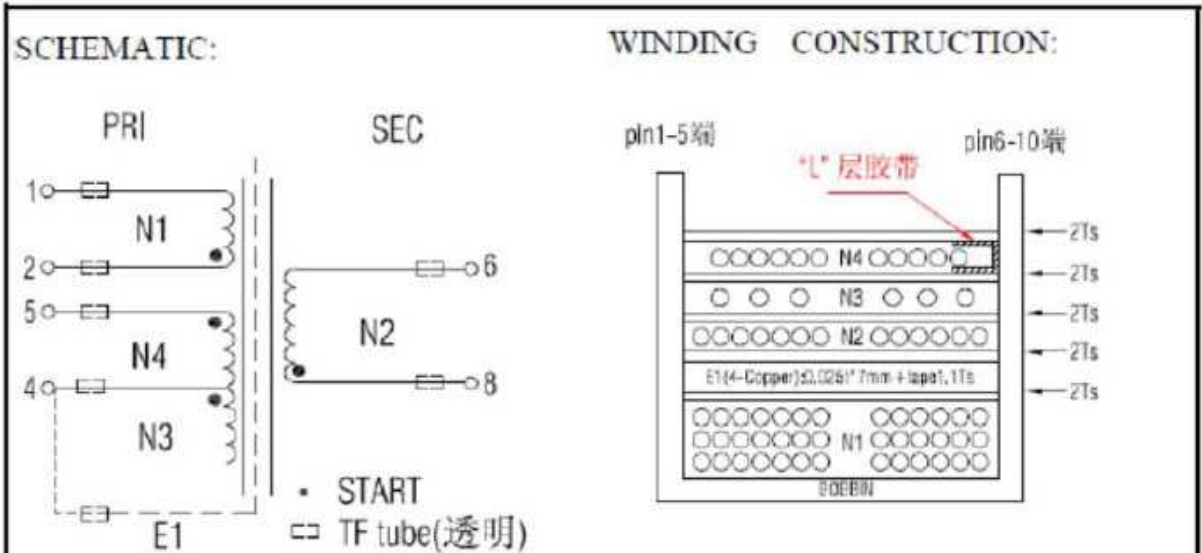 SCHEMATIC:
WINDING CONSTRUCTION:
PRI
SEC
1
N1
2
5
N4
4
N3
E1
6
N2
8
• START
TF tube(透明)
pin1-5端
pin6-10端
"L" 层胶带
N4
2Ts
2Ts
N3
2Ts
N2
2Ts
E1(4-Copper):0.025t*7mm+tape1.1Ts
2Ts
N1
BOBBIN